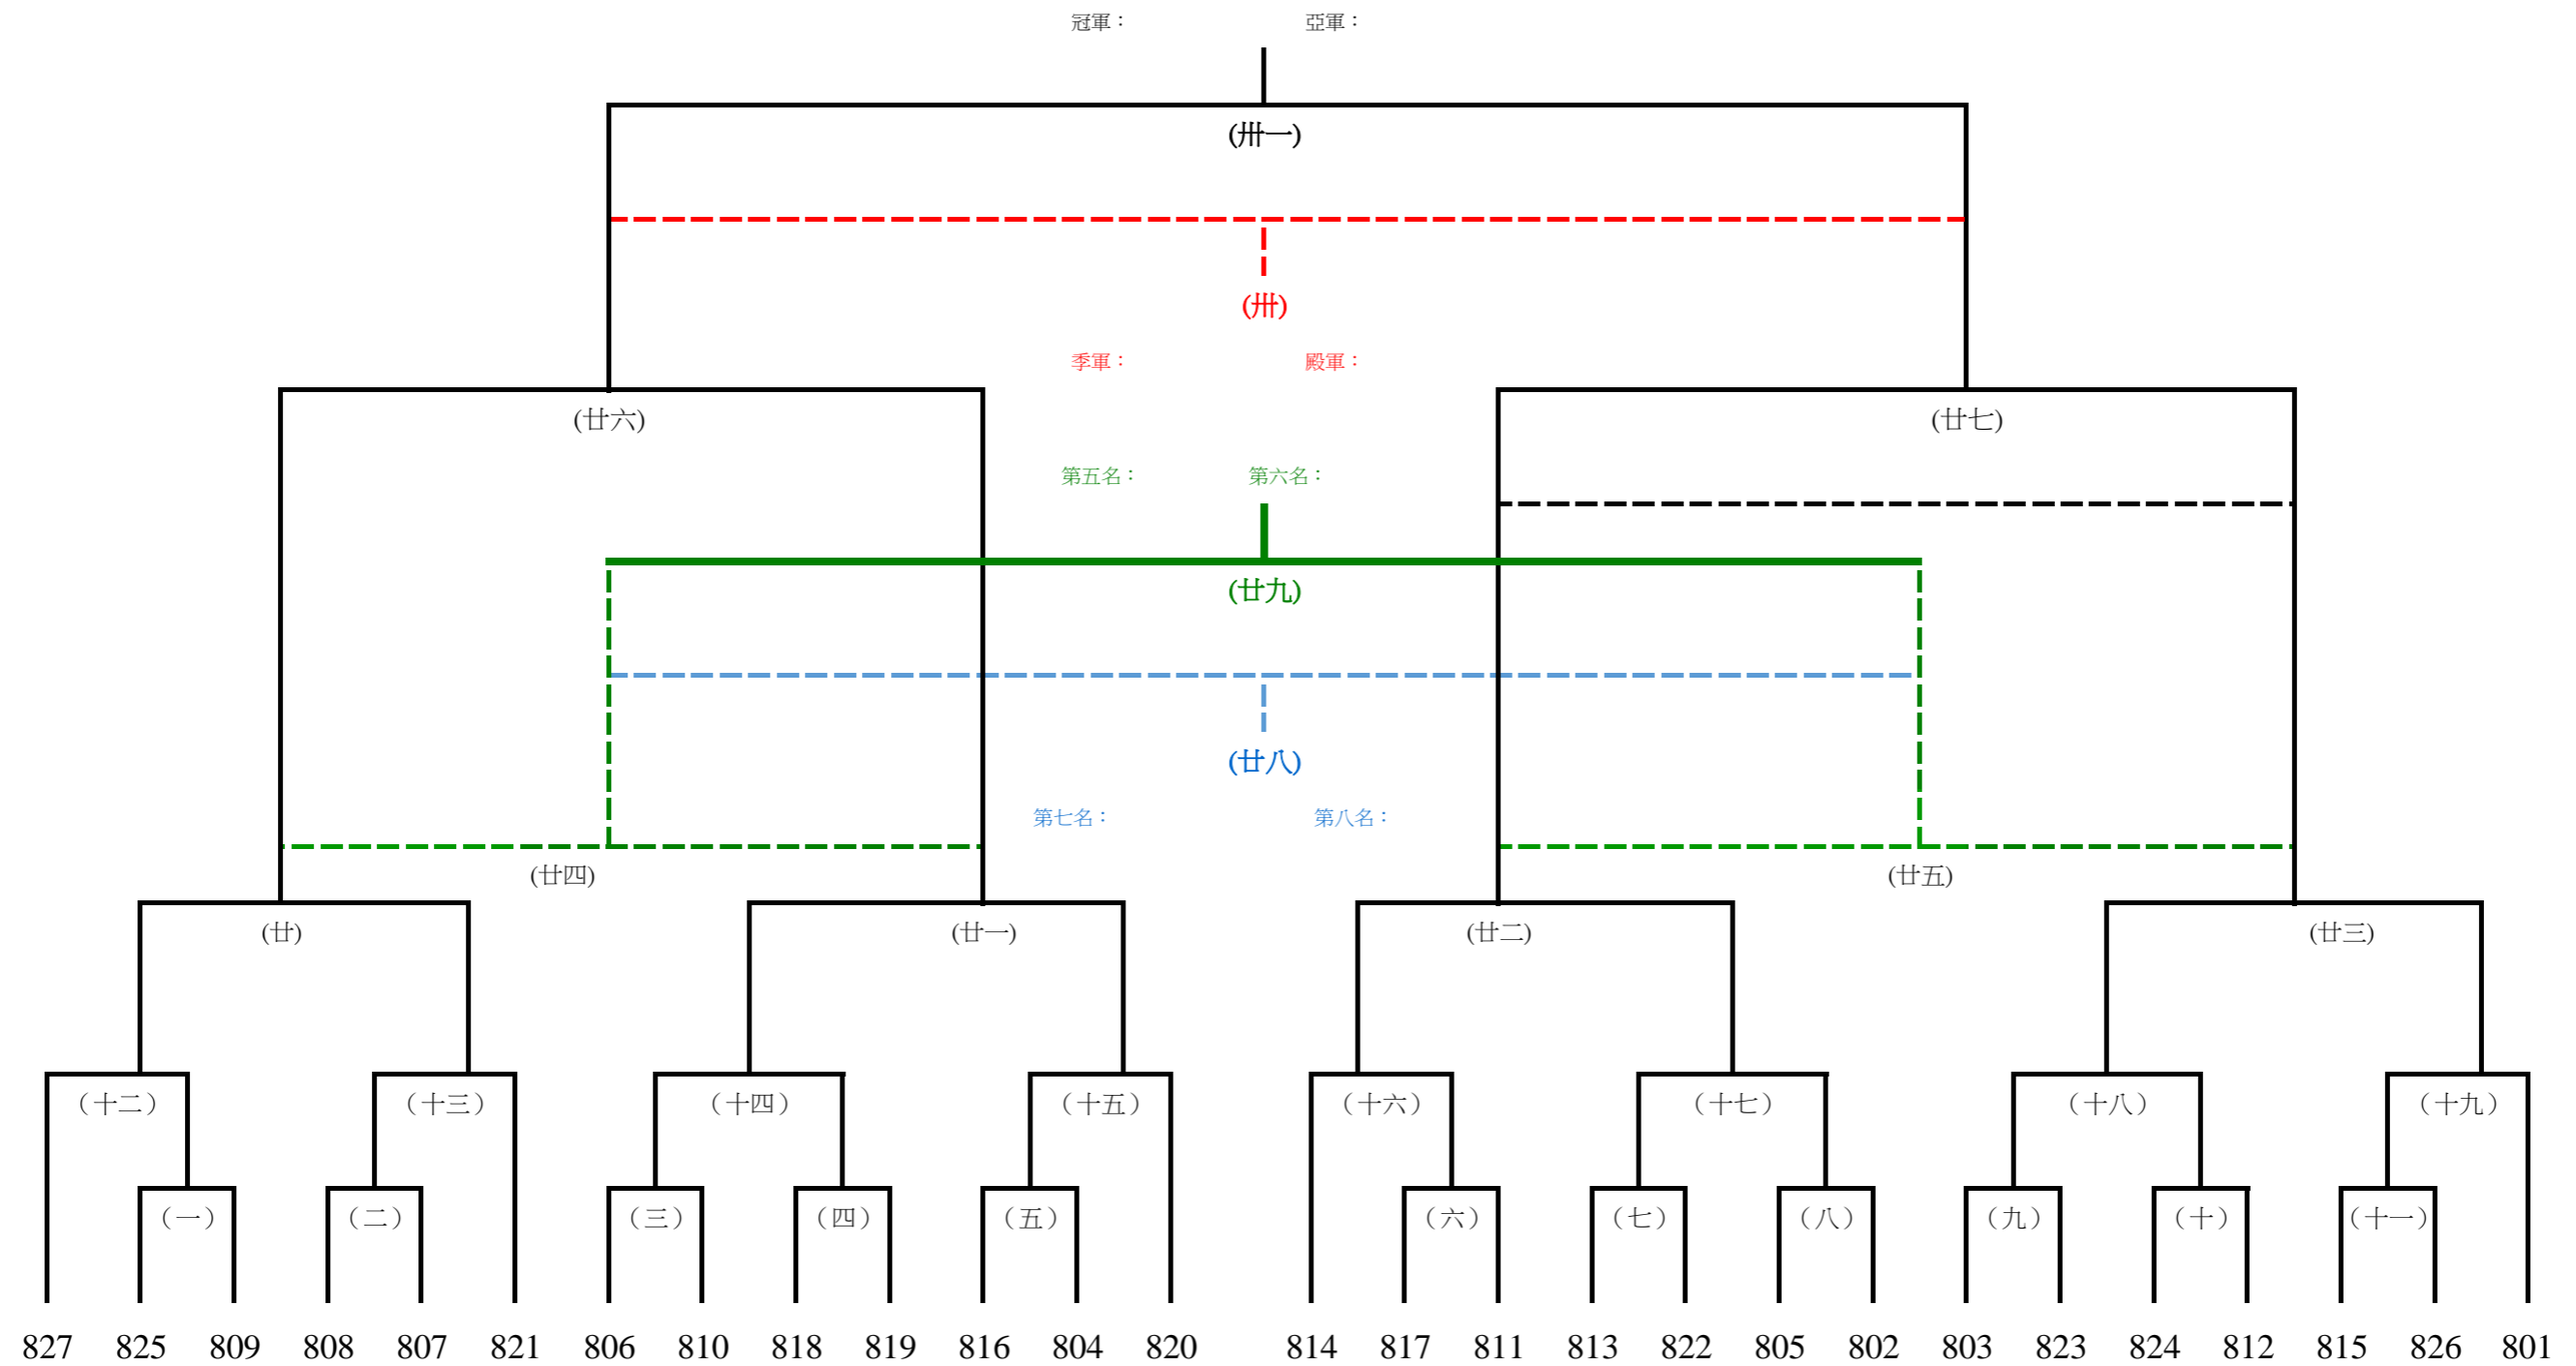 冠軍： 亞軍：
(卅一)
(卅)
季軍： 殿軍：
(廿六) (廿七)
第五名： 第六名：
(廿九)
(廿八)
第七名： 第八名：
(廿四) (廿五)
(廿) (廿一) (廿二) (廿三)
（十二） （十三） （十四） （十五） （十六） （十七） （十八） （十九）
（一） （二） （三） （四） （五） （六） （七） （八） （九） （十） （十一）
827 825 809 808 807 821 806 810 818 819 816 804 820 814 817 811 813 822 805 802 803 823 824 812 815 826 801